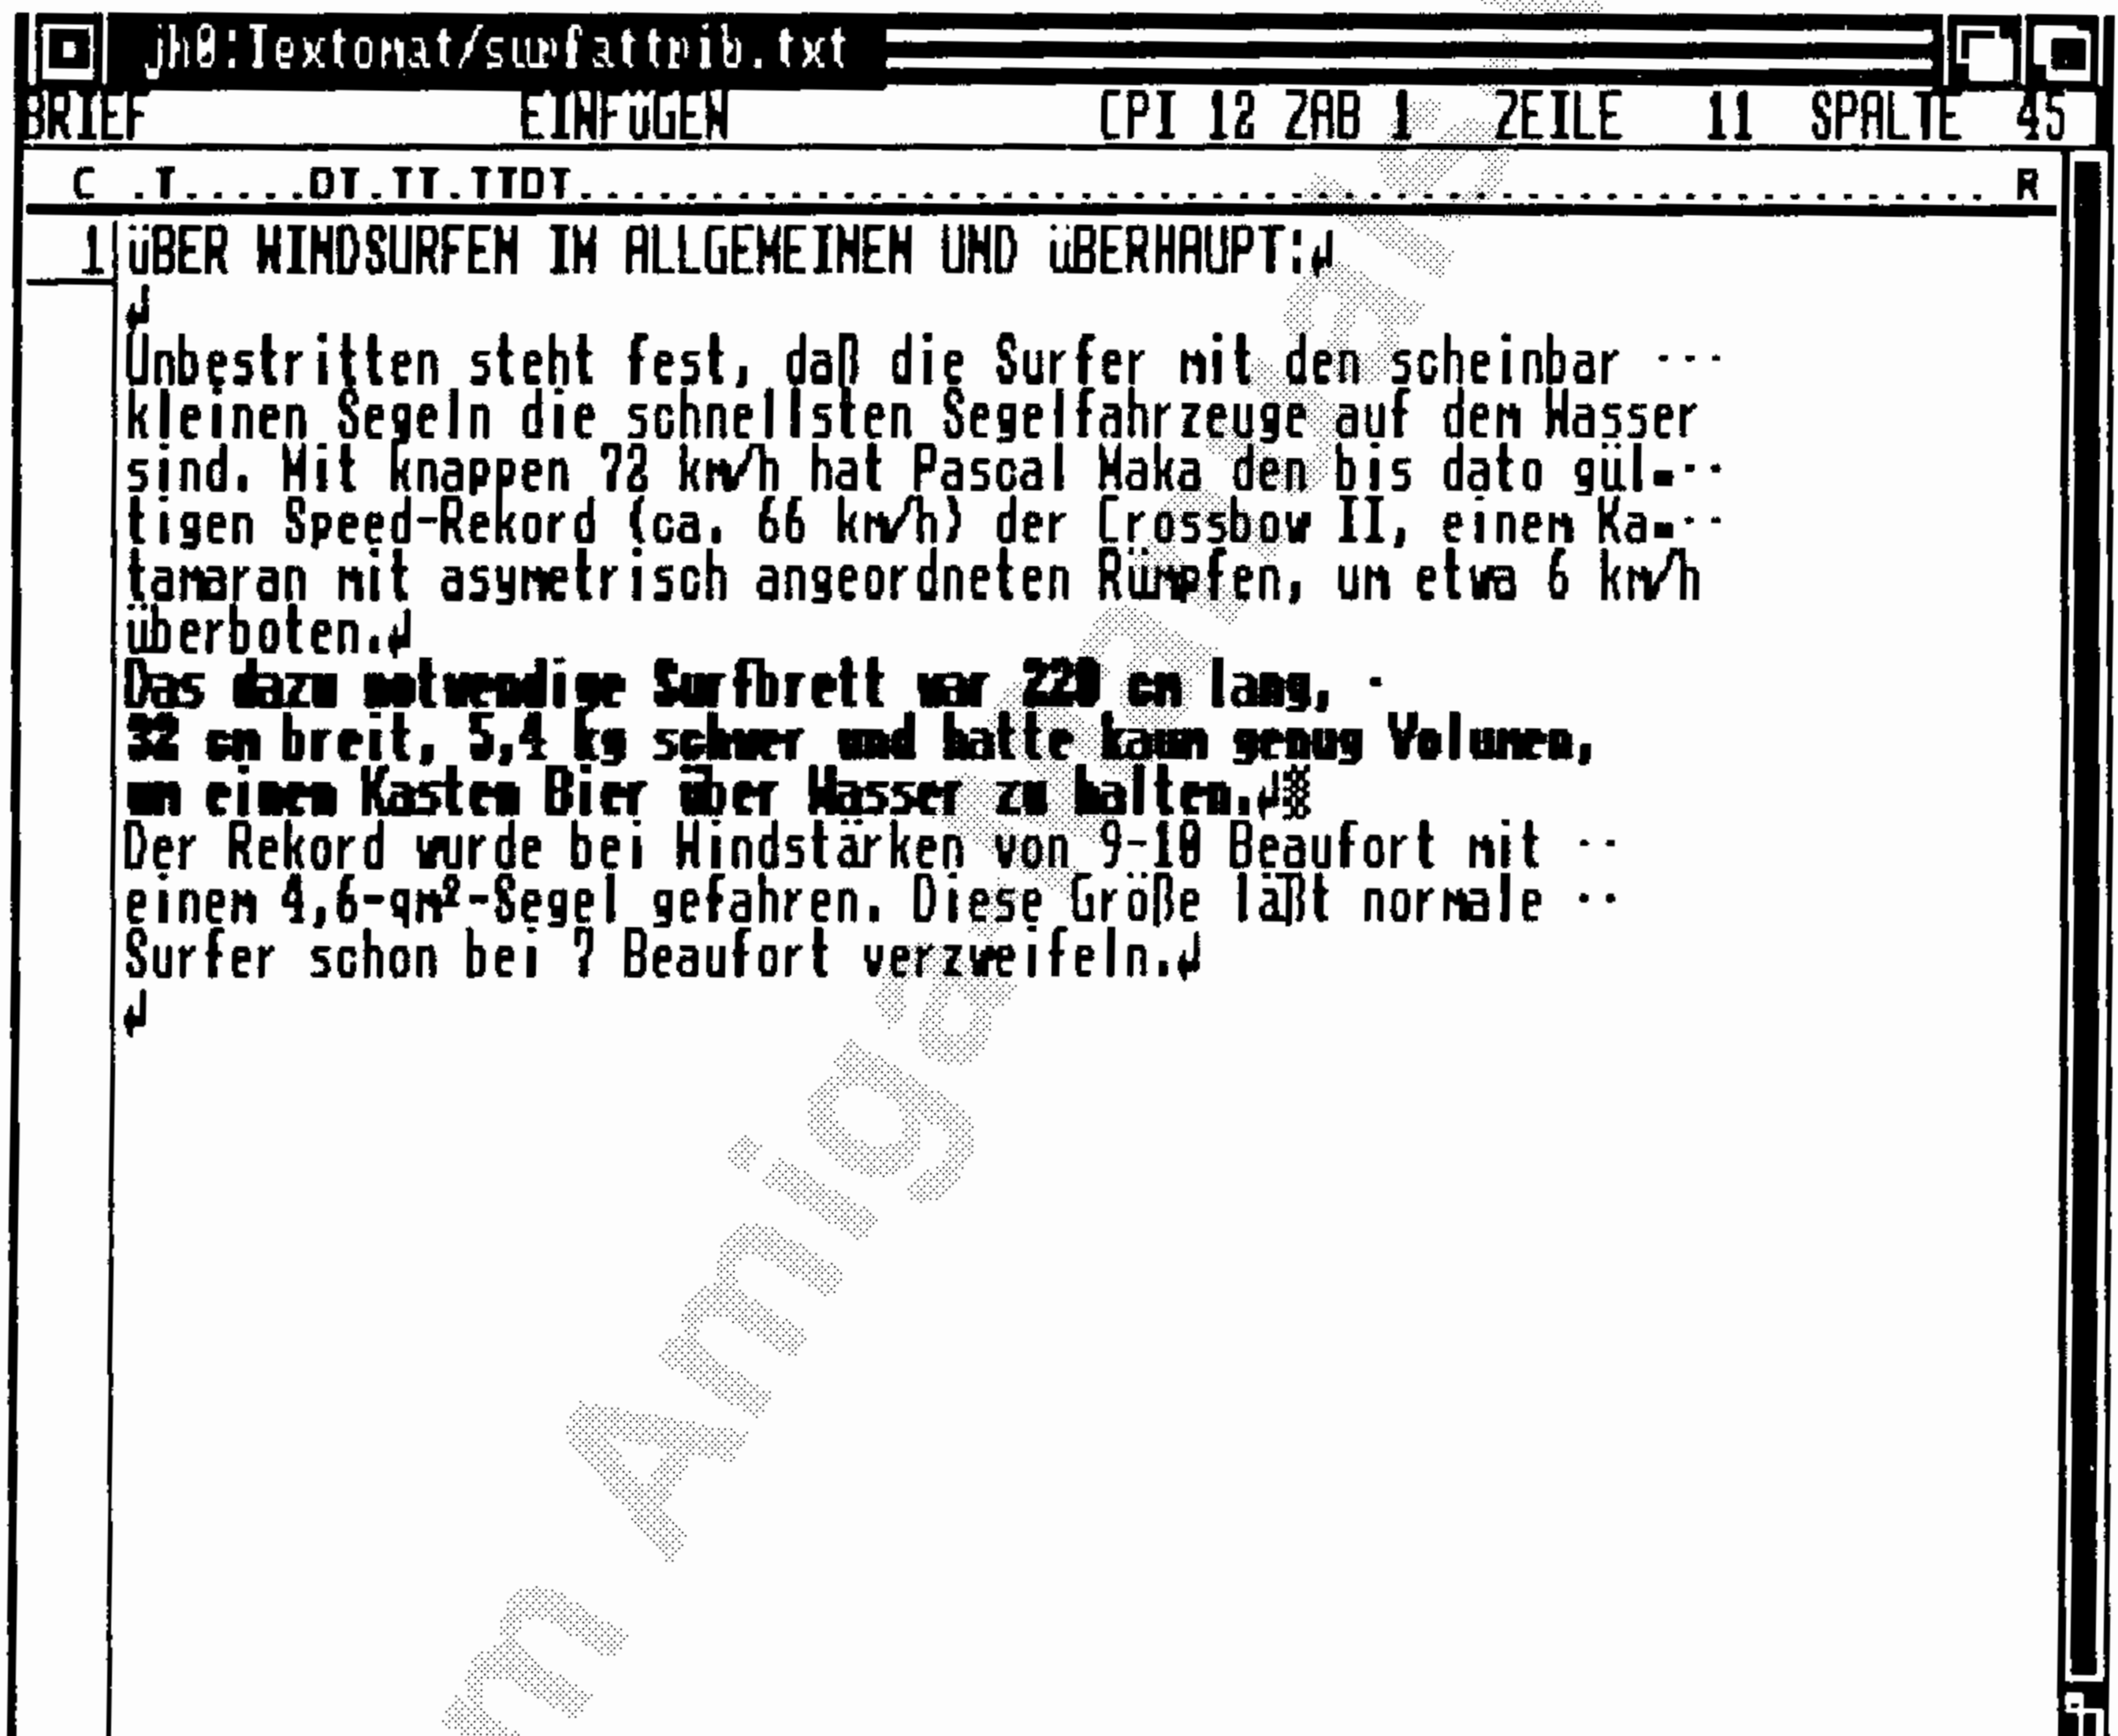 jh0:Textomat/surfattrib.txt
BRIEF EINFüGEN CPI 12 ZAB 1 ZEILE 11 SPALTE 45
C .T.....DT.TT.TTDT...................................................... R
1 üBER WINDSURFEN IM ALLGEMEINEN UND üBERHAUPT:↵
↵
Unbestritten steht fest, daß die Surfer mit den scheinbar ···
kleinen Segeln die schnellsten Segelfahrzeuge auf dem Wasser
sind. Mit knappen 72 km/h hat Pascal Maka den bis dato gül-··
tigen Speed-Rekord (ca. 66 km/h) der Crossbow II, einem Ka-··
tamaran mit asymetrisch angeordneten Rümpfen, um etwa 6 km/h
überboten.↵
Das dazu notwendige Surfbrett war 220 cm lang, ·
32 cm breit, 5,4 kg schwer und hatte kaum genug Volumen,
um einen Kasten Bier über Wasser zu halten.↵
Der Rekord wurde bei Windstärken von 9-10 Beaufort mit ··
einem 4,6-qm²-Segel gefahren. Diese Größe läßt normale ··
Surfer schon bei 7 Beaufort verzweifeln.↵
↵